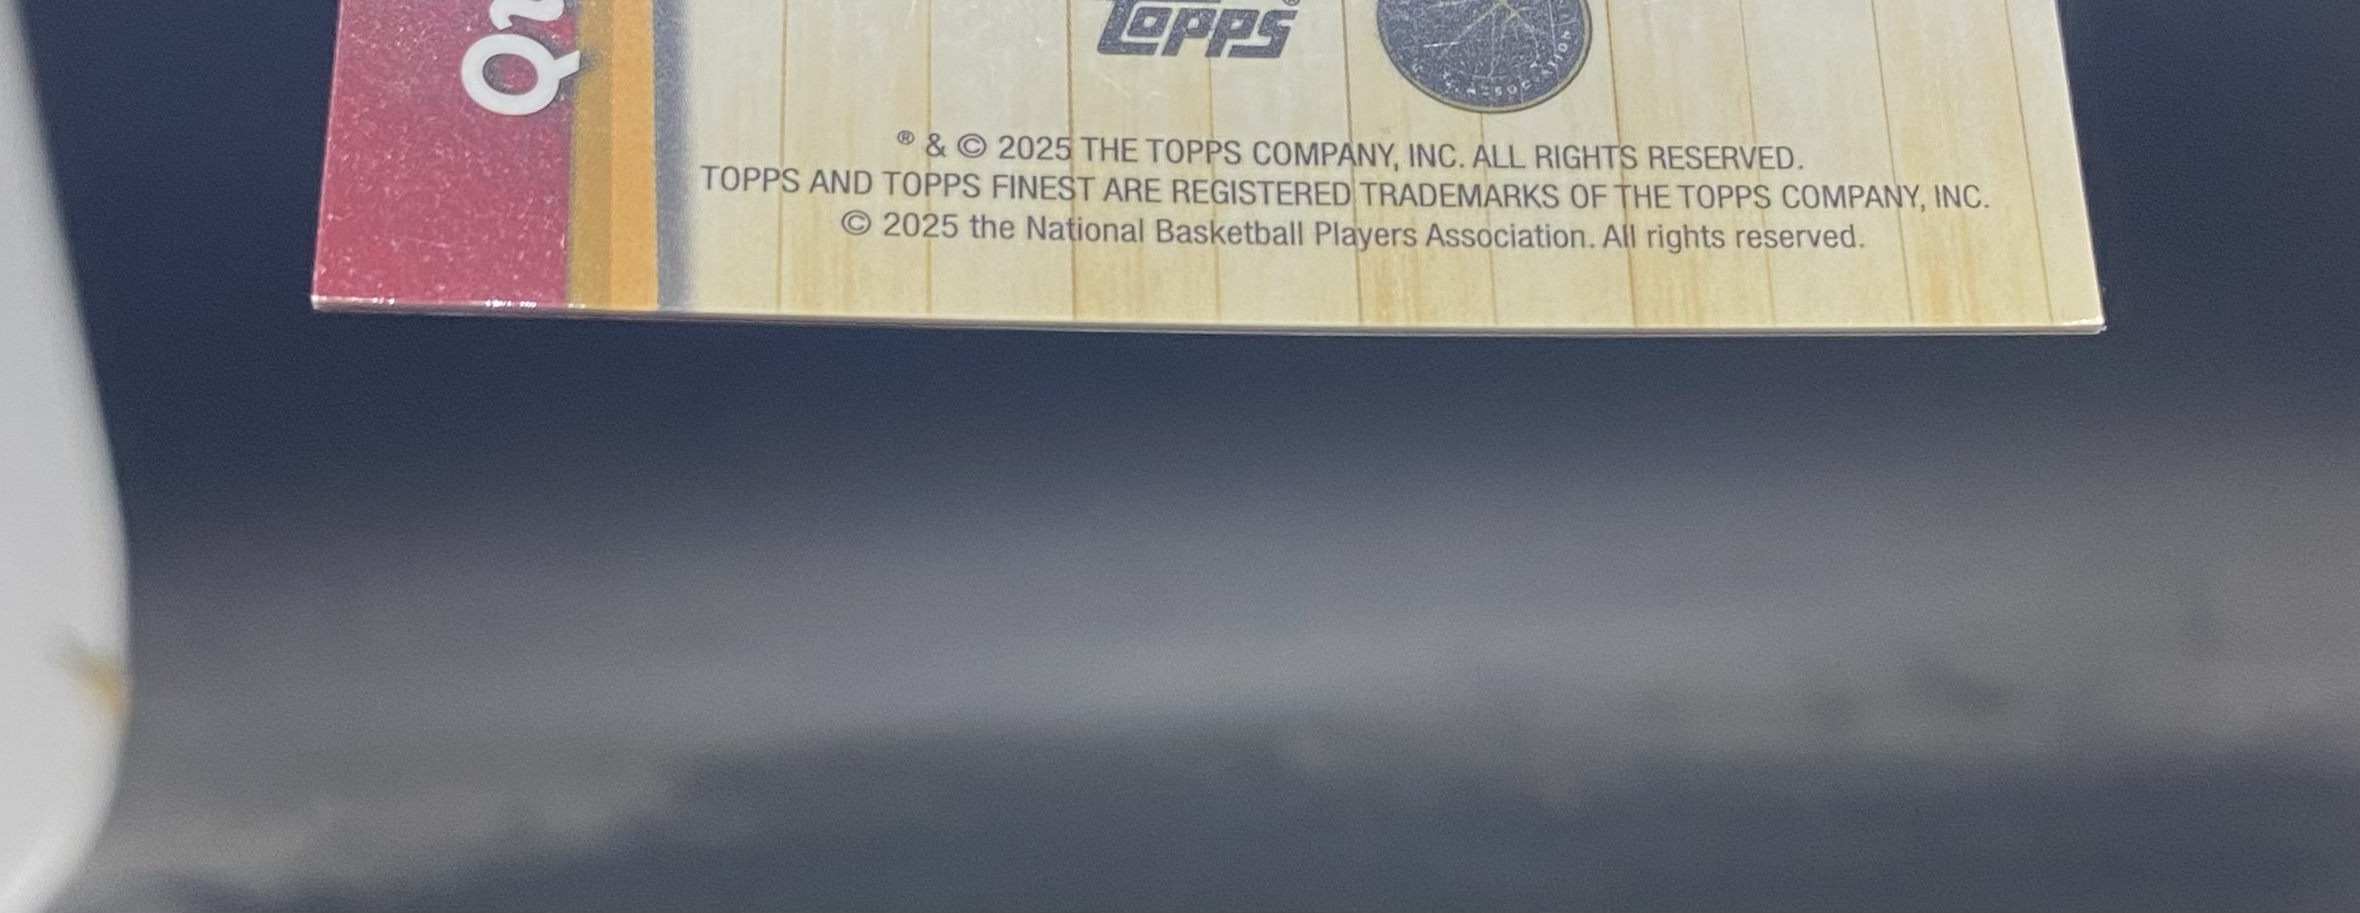 TOPPS®
ASSOCIATION
® & © 2025 THE TOPPS COMPANY, INC. ALL RIGHTS RESERVED.
TOPPS AND TOPPS FINEST ARE REGISTERED TRADEMARKS OF THE TOPPS COMPANY, INC.
© 2025 the National Basketball Players Association. All rights reserved.